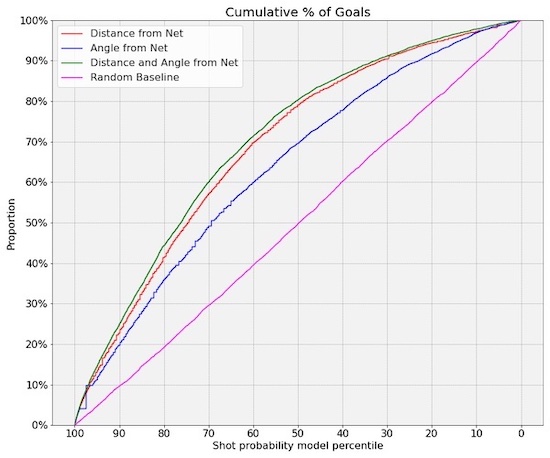 Cumulative % of Goals
100%
90%
80%
70%
60%
50%
40%
30%
20%
10%
0%
Proportion
Distance from Net
Angle from Net
Distance and Angle from Net
Random Baseline
100 90 80 70 60 50 40 30 20 10 0
Shot probability model percentile